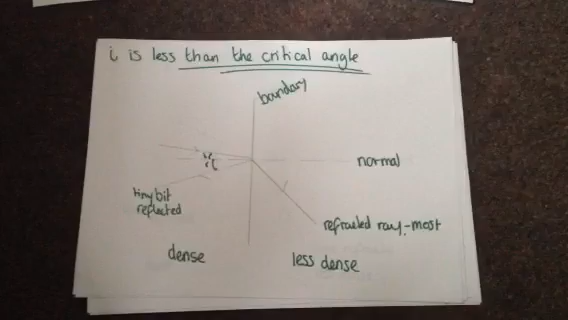 i is less than the critical angle
boundary
normal
tiny bit
reflected
refracted ray-most
dense
less dense